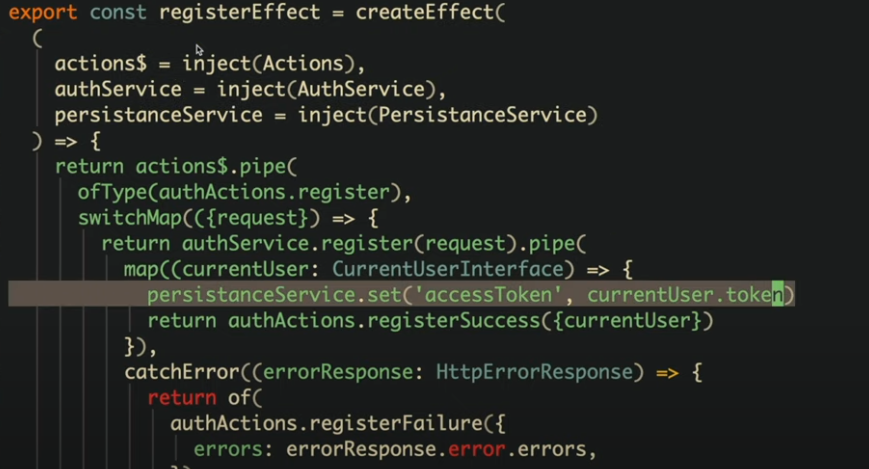 export const registerEffect = createEffect(
(
actions$ = inject(Actions),
authService = inject(AuthService),
persistanceService = inject(PersistanceService)
) => {
return actions$.pipe(
ofType(authActions.register),
switchMap(({request}) => {
return authService.register(request).pipe(
map((currentUser: CurrentUserInterface) => {
persistanceService.set('accessToken', currentUser.token)
return authActions.registerSuccess({currentUser})
}),
catchError((errorResponse: HttpErrorResponse) => {
return of(
authActions.registerFailure({
errors: errorResponse.error.errors,
})